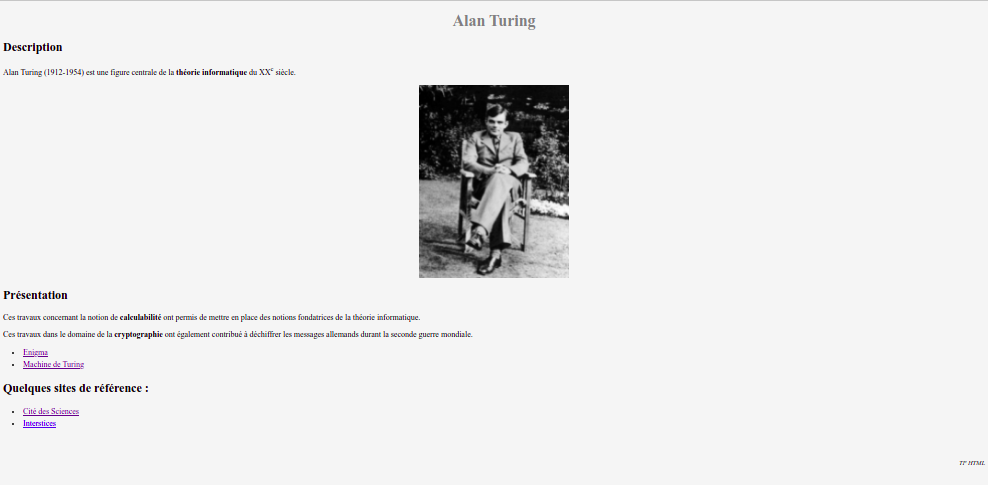 Alan Turing
Description
Alan Turing (1912-1954) est une figure centrale de la théorie informatique du XXe siècle.
Présentation
Ces travaux concernant la notion de calculabilité ont permis de mettre en place des notions fondatrices de la théorie informatique.
Ces travaux dans le domaine de la cryptographie ont également contribué à déchiffrer les messages allemands durant la seconde guerre mondiale.
Enigma
Machine de Turing
Quelques sites de référence :
Cité des Sciences
Interstices
TP HTML